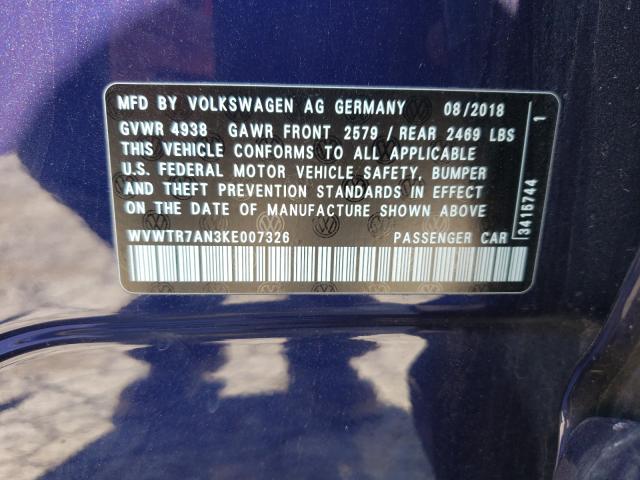 MFD BY VOLKSWAGEN AG GERMANY 08/2018
GVWR 4938 GAWR FRONT 2579 / REAR 2469 LBS
THIS VEHICLE CONFORMS TO ALL APPLICABLE
U.S. FEDERAL MOTOR VEHICLE SAFETY, BUMPER
AND THEFT PREVENTION STANDARDS IN EFFECT
ON THE DATE OF MANUFACTURE SHOWN ABOVE
WVWTR7AN3KE007326 PASSENGER CAR
3415744 1